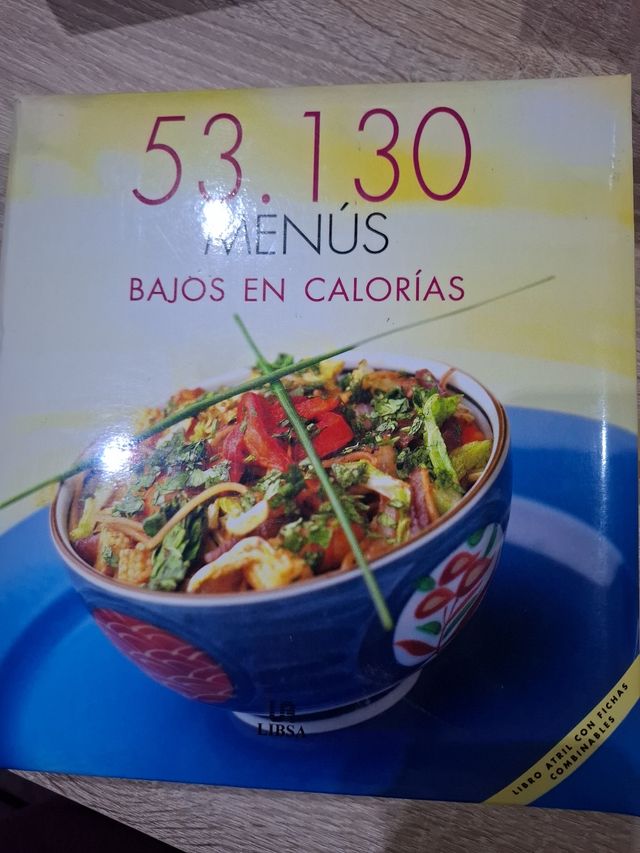 53.130
MENÚS
BAJOS EN CALORÍAS
LIBSA
LIBRO ATRIL CON FICHAS
COMBINABLES